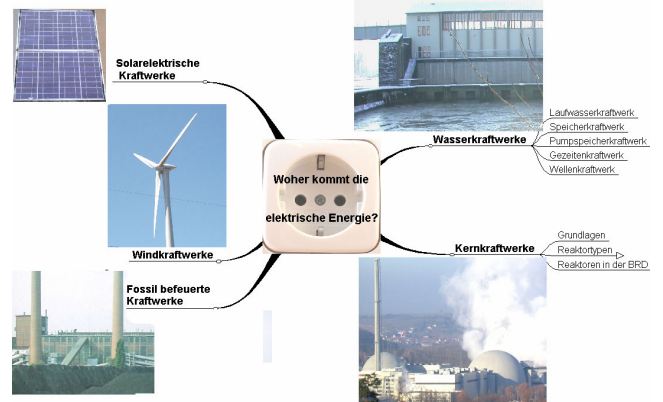 Solarelektrische
Kraftwerke
Laufwasserkraftwerk
Speicherkraftwerk
Wasserkraftwerke
Pumpspeicherkraftwerk
Gezeitenkraftwerk
Wellenkraftwerk
Woher kommt die
elektrische Energie?
Windkraftwerke
Grundlagen
Kernkraftwerke
Reaktortypen
Reaktoren in der BRD
Fossil befeuerte
Kraftwerke